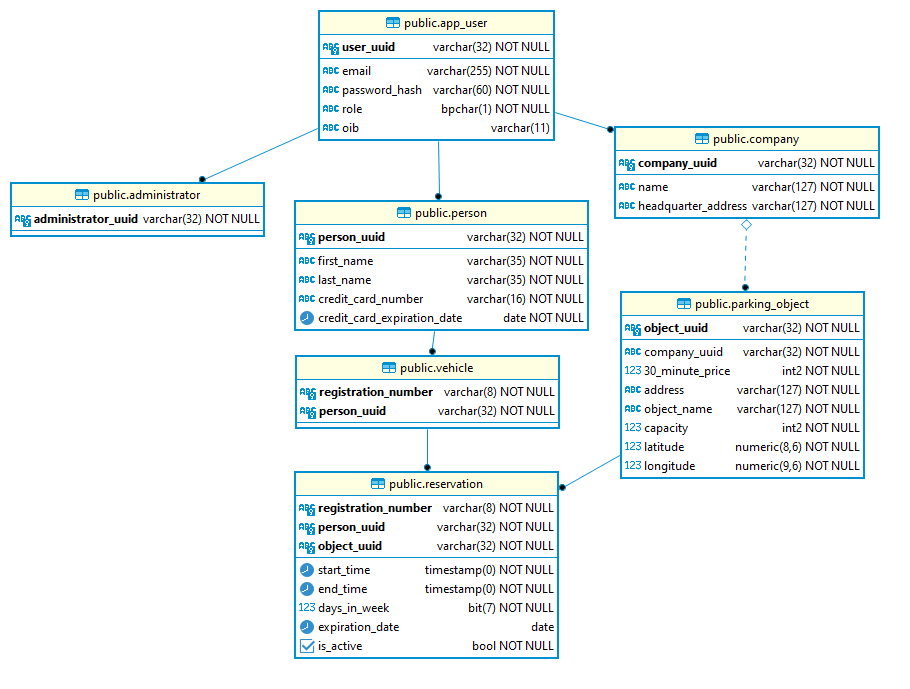 public.app_user
user_uuid varchar(32) NOT NULL
email varchar(255) NOT NULL
password_hash varchar(60) NOT NULL
role bpchar(1) NOT NULL
oib varchar(11)
public.company
company_uuid varchar(32) NOT NULL
name varchar(127) NOT NULL
headquarter_address varchar(127) NOT NULL
public.administrator
administrator_uuid varchar(32) NOT NULL
public.person
person_uuid varchar(32) NOT NULL
first_name varchar(35) NOT NULL
last_name varchar(35) NOT NULL
credit_card_number varchar(16) NOT NULL
credit_card_expiration_date date NOT NULL
public.parking_object
object_uuid varchar(32) NOT NULL
company_uuid varchar(32) NOT NULL
30_minute_price int2 NOT NULL
address varchar(127) NOT NULL
object_name varchar(127) NOT NULL
capacity int2 NOT NULL
latitude numeric(8,6) NOT NULL
longitude numeric(9,6) NOT NULL
public.vehicle
registration_number varchar(8) NOT NULL
person_uuid varchar(32) NOT NULL
public.reservation
registration_number varchar(8) NOT NULL
person_uuid varchar(32) NOT NULL
object_uuid varchar(32) NOT NULL
start_time timestamp(0) NOT NULL
end_time timestamp(0) NOT NULL
days_in_week bit(7) NOT NULL
expiration_date date
is_active bool NOT NULL